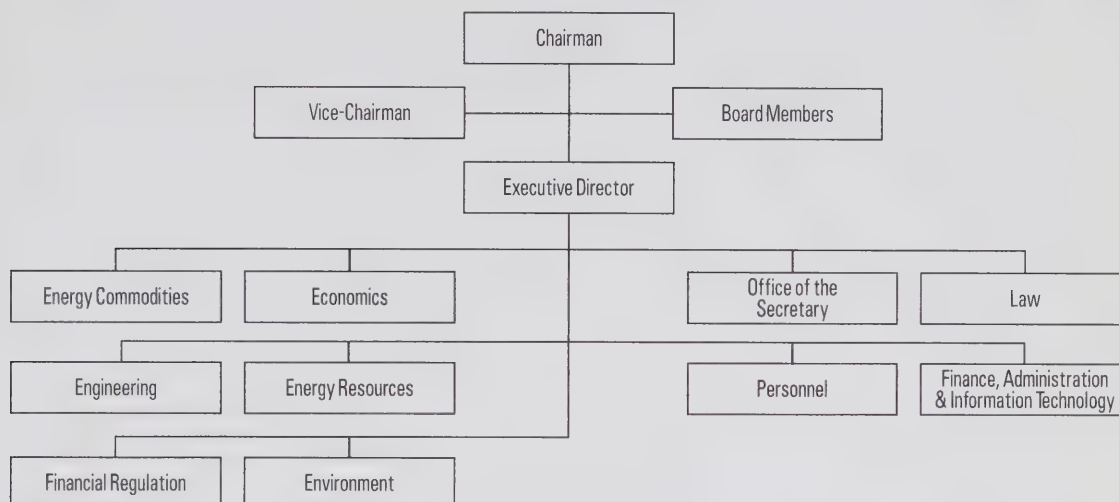 Chairman
Vice-Chairman
Board Members
Executive Director
Energy Commodities
Economics
Office of the
Secretary
Law
Engineering
Energy Resources
Personnel
Finance, Administration
& Information Technology
Financial Regulation
Environment